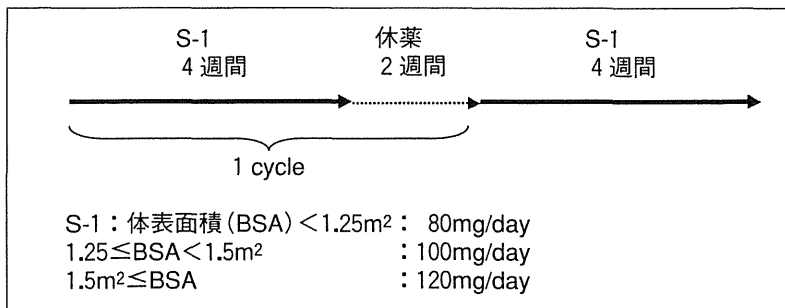 S-1 休薬 S-1
4 週間 2 週間 4 週間
1 cycle
S-1：体表面積（BSA）＜1.25m²： 80mg/day
1.25≤BSA＜1.5m² ：100mg/day
1.5m²≤BSA ：120mg/day